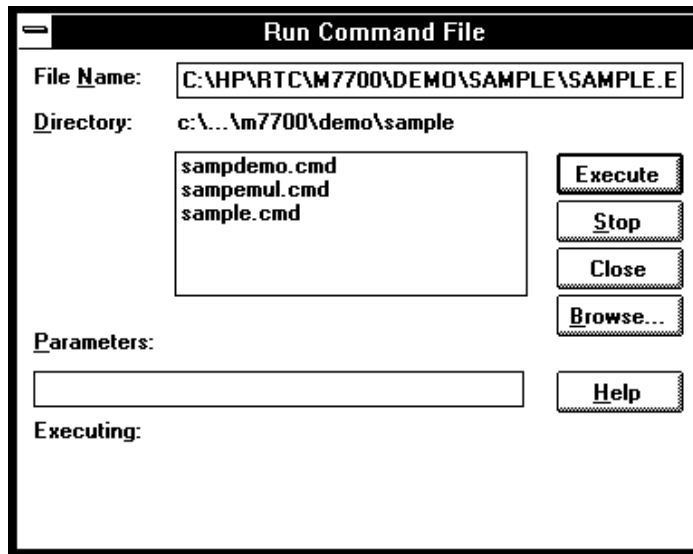 Run Command File
File Name: C:\HP\RTC\M7700\DEMO\SAMPLE\SAMPLE.E
Directory: c:\...\m7700\demo\sample
sampdemo.cmd
sampemul.cmd
sample.cmd
Execute
Stop
Close
Browse...
Parameters:
Help
Executing: